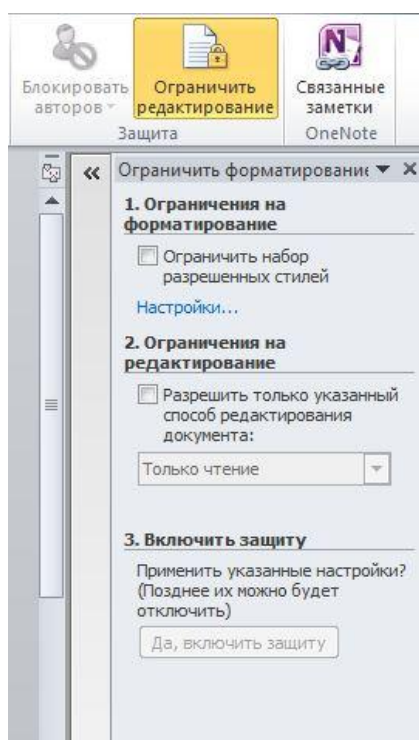 Блокировать
авторов
Ограничить
редактирование
Связанные
заметки
Защита
OneNote
Ограничить форматировани
1. Ограничения на
форматирование
Ограничить набор
разрешенных стилей
Настройки...
2. Ограничения на
редактирование
Разрешить только указанный
способ редактирования
документа:
Только чтение
3. Включить защиту
Применить указанные настройки?
(Позднее их можно будет
отключить)
Да, включить защиту